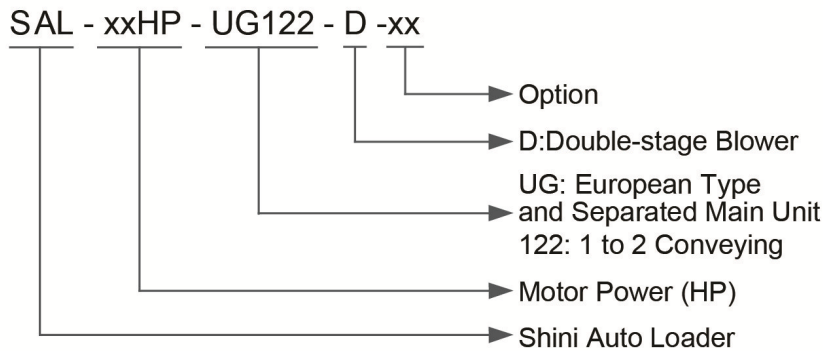 SAL - xxHP - UG122 - D -xx
Option
D:Double-stage Blower
UG: European Type
and Separated Main Unit
122: 1 to 2 Conveying
Motor Power (HP)
Shini Auto Loader